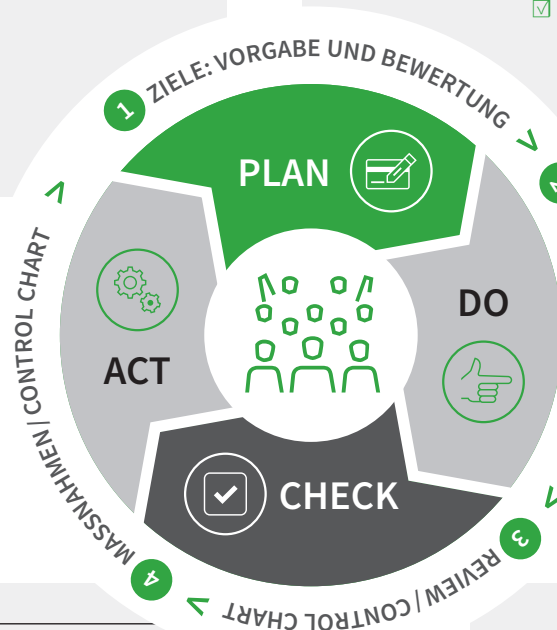 1 ZIELE: VORGABE UND BEWERTUNG >
PLAN
DO
3 REVIEW / CONTROL CHART >
CHECK
4 MASSNAHMEN / CONTROL CHART >
ACT